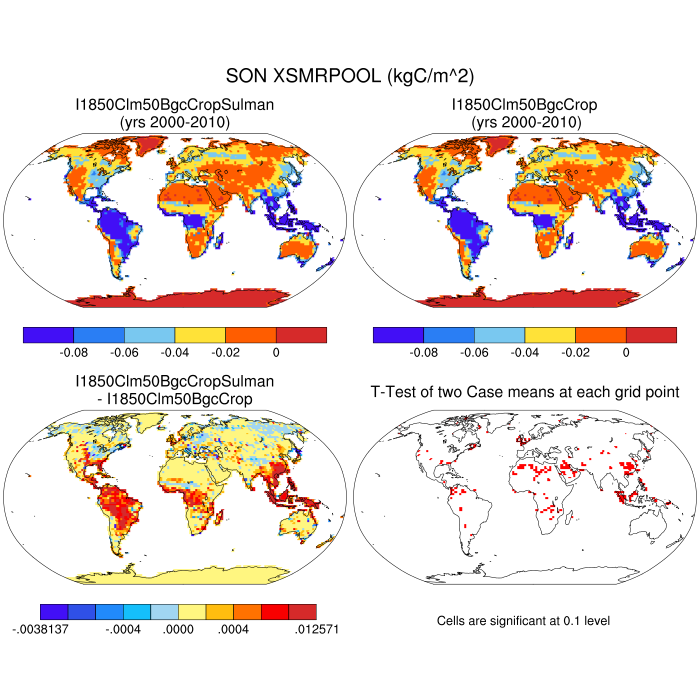 SON XSMRPOOL (kgC/m^2)
I1850Clm50BgcCropSulman
(yrs 2000-2010)
I1850Clm50BgcCrop
(yrs 2000-2010)
-0.08 -0.06 -0.04 -0.02 0
-0.08 -0.06 -0.04 -0.02 0
I1850Clm50BgcCropSulman
- I1850Clm50BgcCrop
T-Test of two Case means at each grid point
-.0038137 -.0004 .0000 .0004 .012571
Cells are significant at 0.1 level